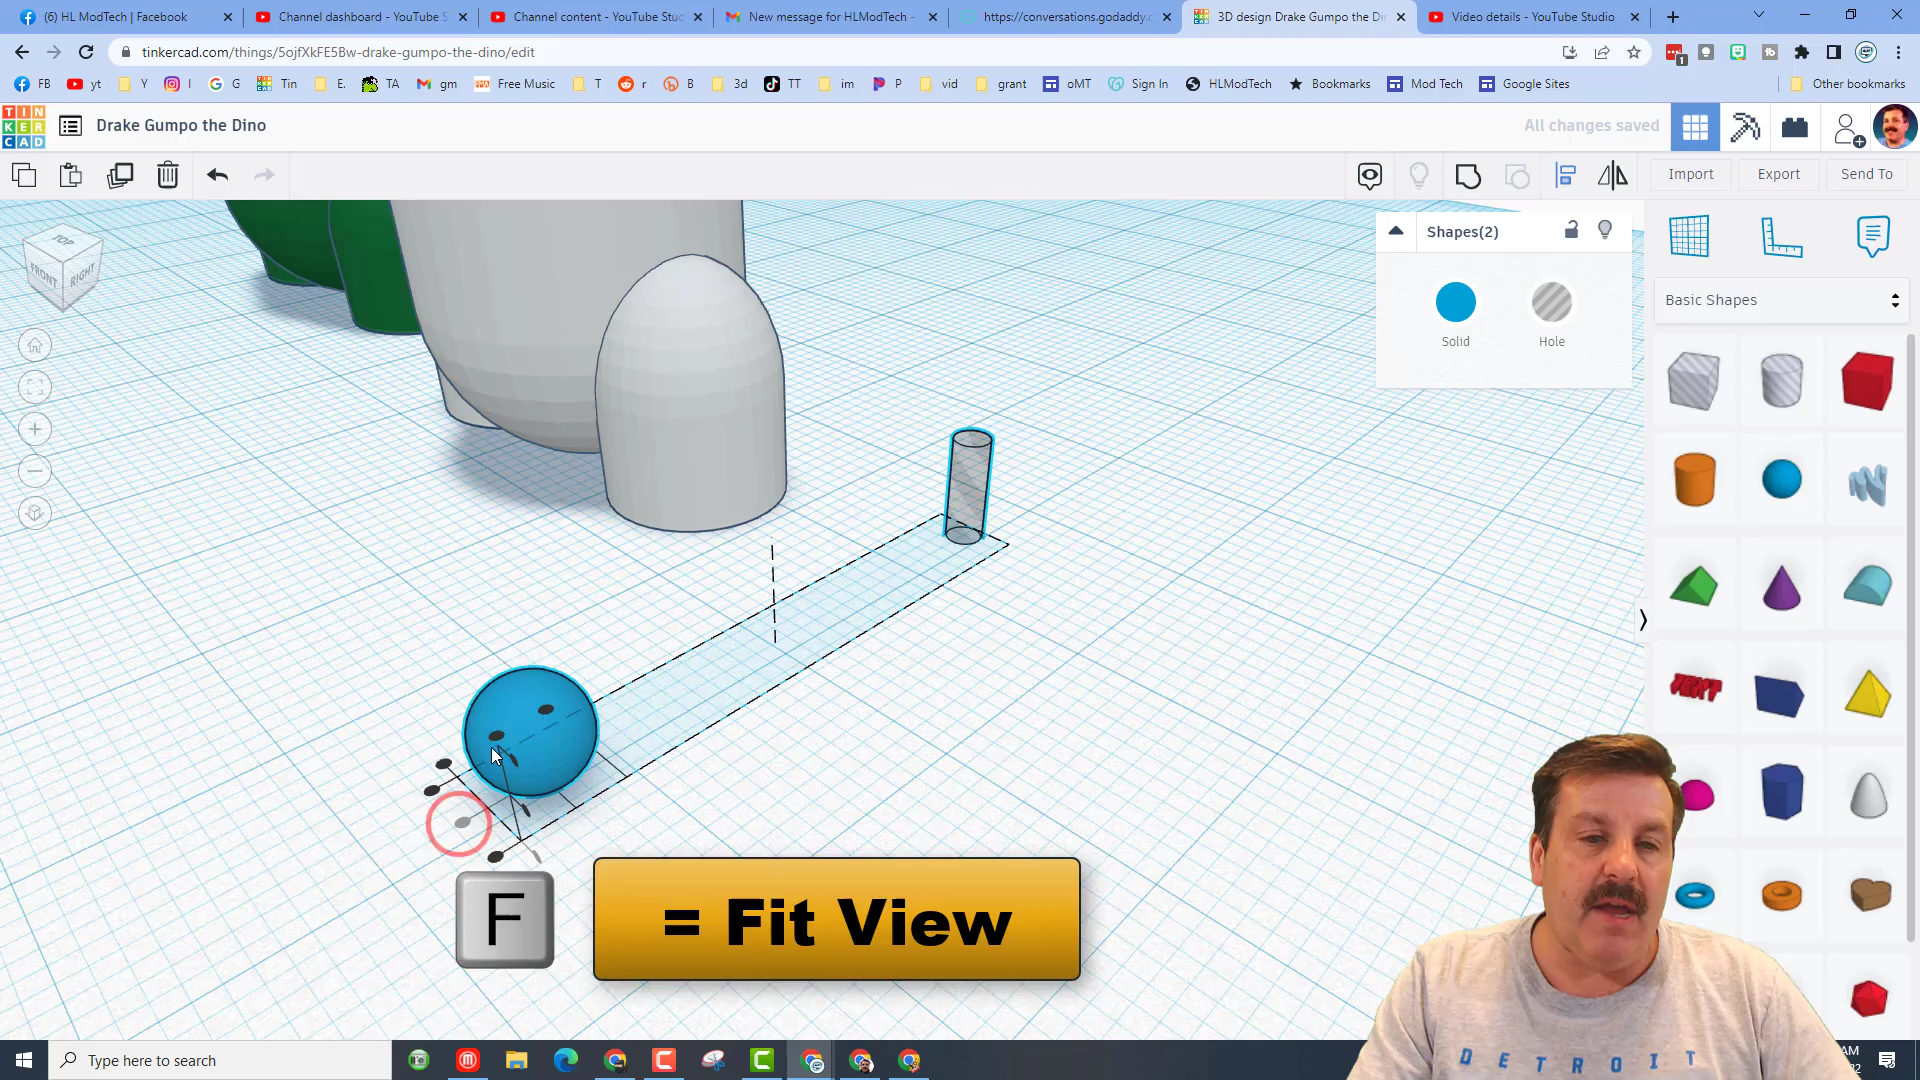 (6) HL ModTech | Facebook
Channel dashboard - YouTube S
Channel content - YouTube Stu
New message for HLModTech -
https://conversations.godaddy.c
3D design Drake Gumpo the Di
Video details - YouTube Studio
tinkercad.com/things/5ojfXkFE5Bw-drake-gumpo-the-dino/edit
FB
yt
Y
I
G
Tin
E.
TA
gm
Free Music
T
r
B
3d
TT
im
P
vid
grant
oMT
Sign In
HLModTech
Bookmarks
Mod Tech
Google Sites
Other bookmarks
TIN
KER
CAD
Drake Gumpo the Dino
All changes saved
Import
Export
Send To
TOP
FRONT
RIGHT
Shapes(2)
Solid
Hole
Basic Shapes
TEXT
F
= Fit View
DETROIT
Type here to search
AM